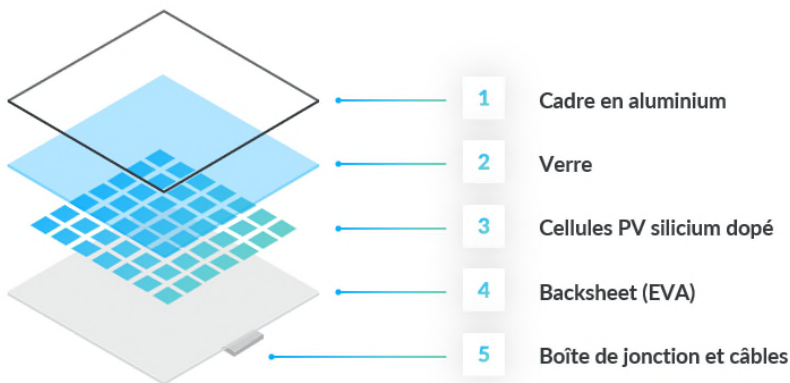 1 Cadre en aluminium
2 Verre
3 Cellules PV silicium dopé
4 Backsheet (EVA)
5 Boîte de jonction et câbles